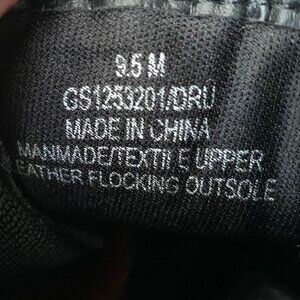 9.5 M
GS1253201/DRU
MADE IN CHINA
MANMADE/TEXTILE UPPER
EATHER FLOCKING OUTSOLE